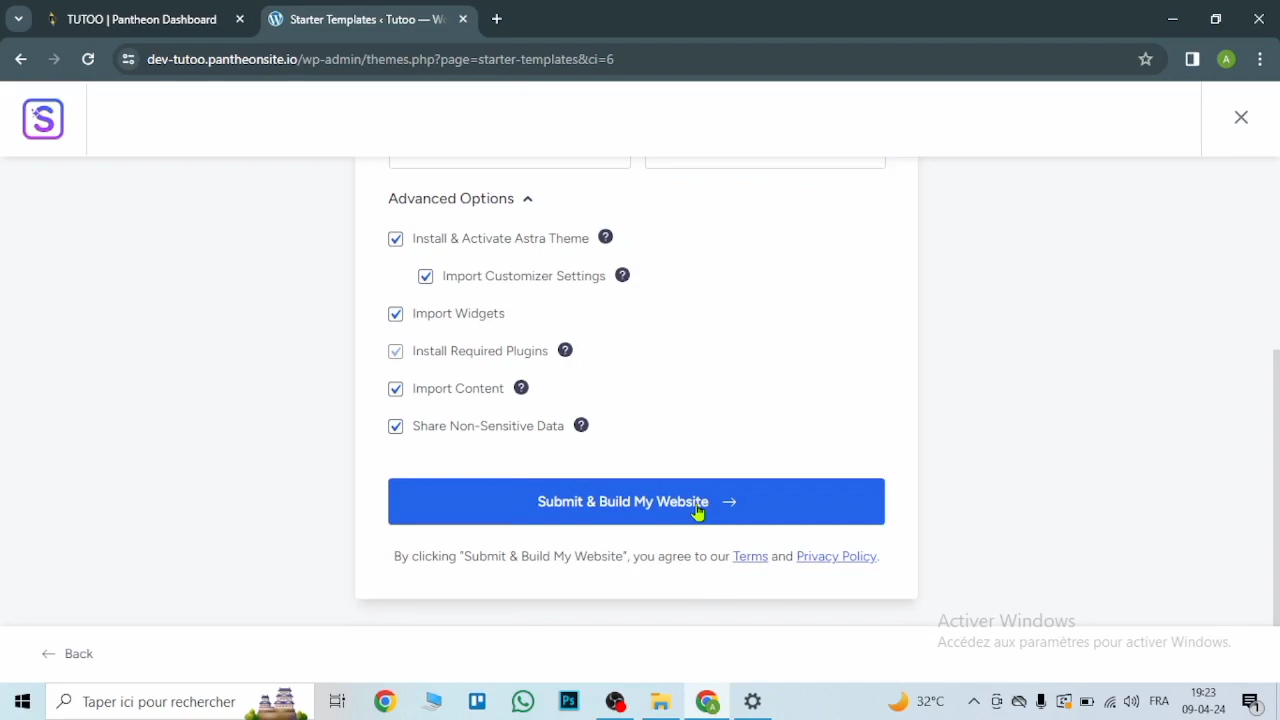 TUTOO | Pantheon Dashboard
Starter Templates ‹ Tutoo — W
dev-tutoo.pantheonsite.io/wp-admin/themes.php?page=starter-templates&ci=6
A
S
Advanced Options
Install & Activate Astra Theme ?
Import Customizer Settings ?
Import Widgets
Install Required Plugins ?
Import Content ?
Share Non-Sensitive Data ?
Submit & Build My Website →
By clicking "Submit & Build My Website", you agree to our Terms and Privacy Policy.
Activer Windows
Accédez aux paramètres pour activer Windows.
← Back
Taper ici pour rechercher
Ps
32°C
FRA
19:23
09-04-24
1